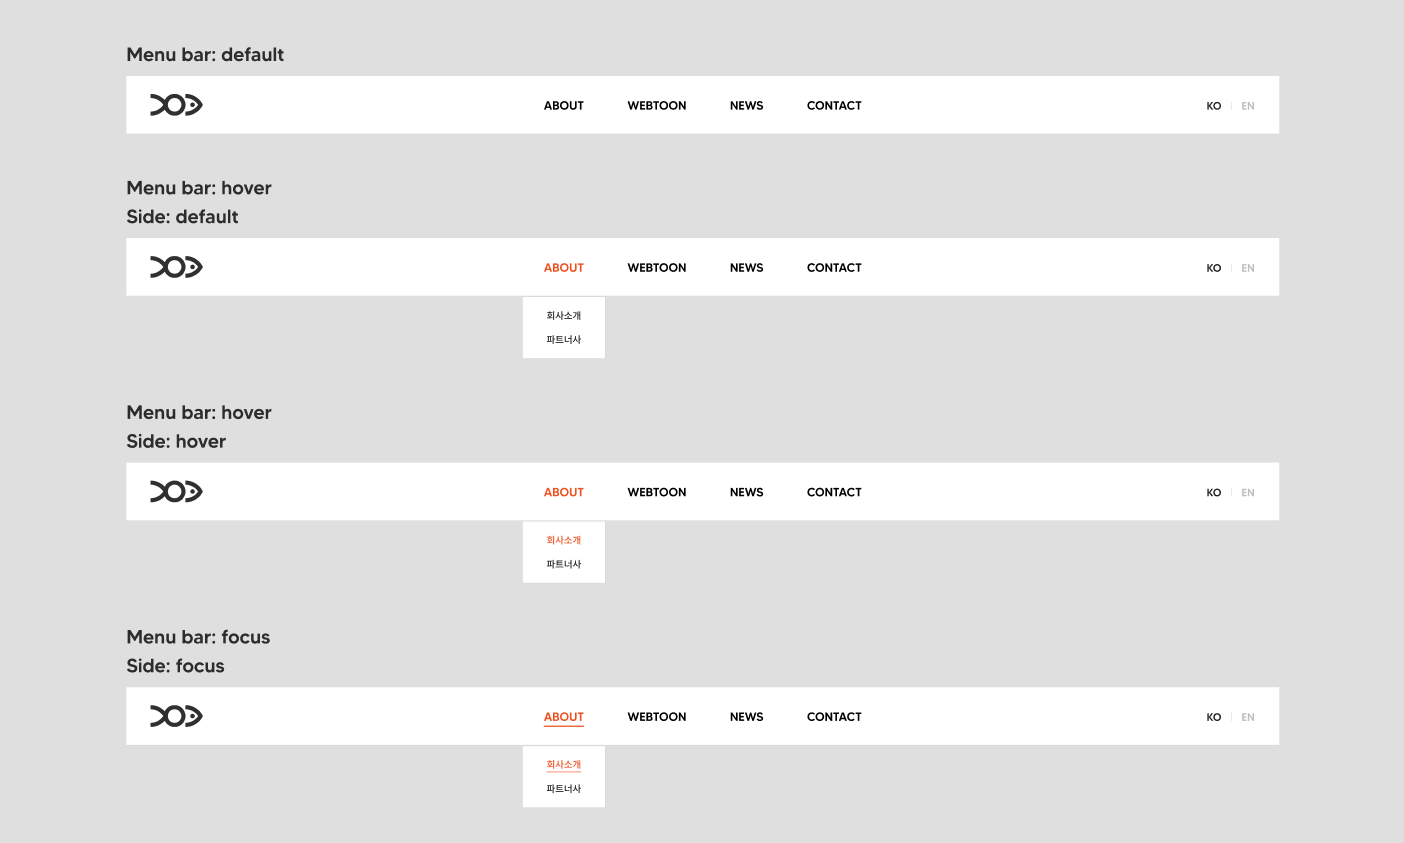 Menu bar: default
ABOUT WEBTOON NEWS CONTACT KO EN
Menu bar: hover
Side: default
ABOUT WEBTOON NEWS CONTACT KO EN
회사소개
파트너사
Menu bar: hover
Side: hover
ABOUT WEBTOON NEWS CONTACT KO EN
회사소개
파트너사
Menu bar: focus
Side: focus
ABOUT WEBTOON NEWS CONTACT KO EN
회사소개
파트너사